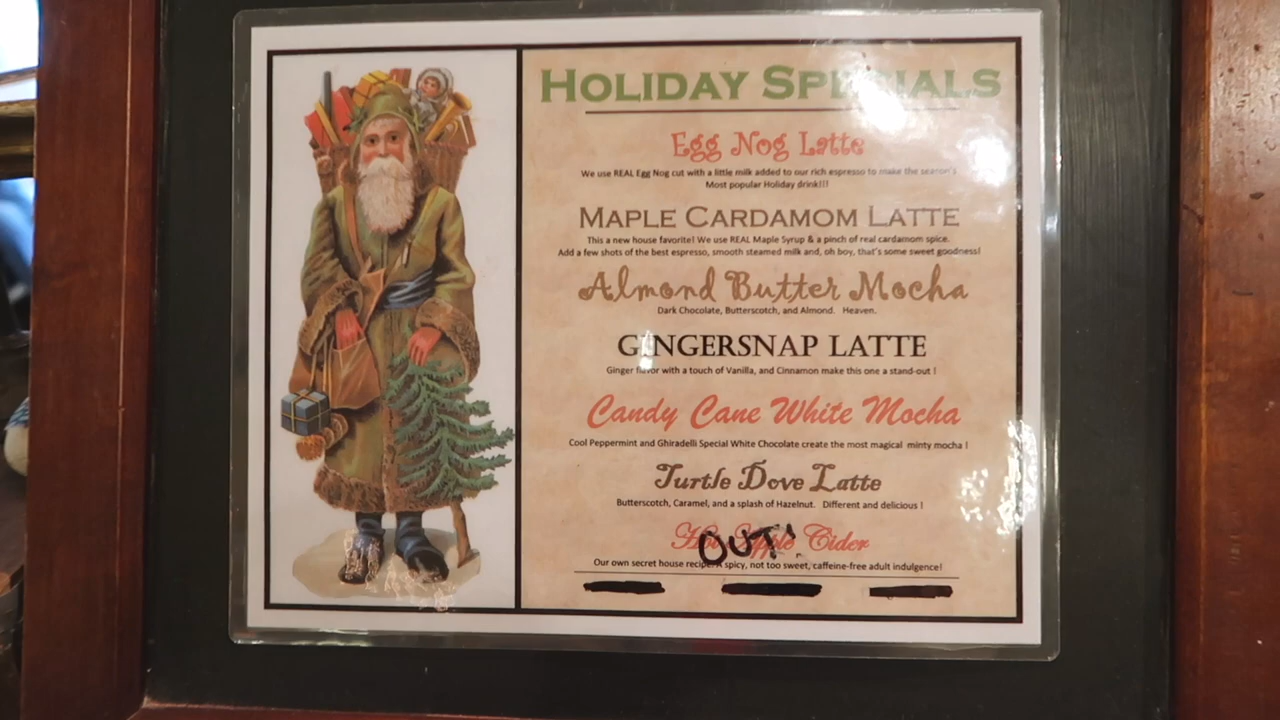 HOLIDAY SPECIALS
Egg Nog Latte
We use REAL Egg Nog cut with a little milk added to our rich espresso to make the season's
Most popular Holiday drink!!!
MAPLE CARDAMOM LATTE
This a new house favorite! We use REAL Maple Syrup & a pinch of real cardamom spice.
Add a few shots of the best espresso, smooth steamed milk and, oh boy, that's some sweet goodness!
Almond Butter Mocha
Dark Chocolate, Butterscotch, and Almond. Heaven.
GINGERSNAP LATTE
Ginger flavor with a touch of Vanilla, and Cinnamon make this one a stand-out !
Candy Cane White Mocha
Cool Peppermint and Ghiradelli Special White Chocolate create the most magical minty mocha !
Turtle Dove Latte
Butterscotch, Caramel, and a splash of Hazelnut. Different and delicious !
Hot Apple Cider
OUT!
Our own secret house recipe. A spicy, not too sweet, caffeine-free adult indulgence!